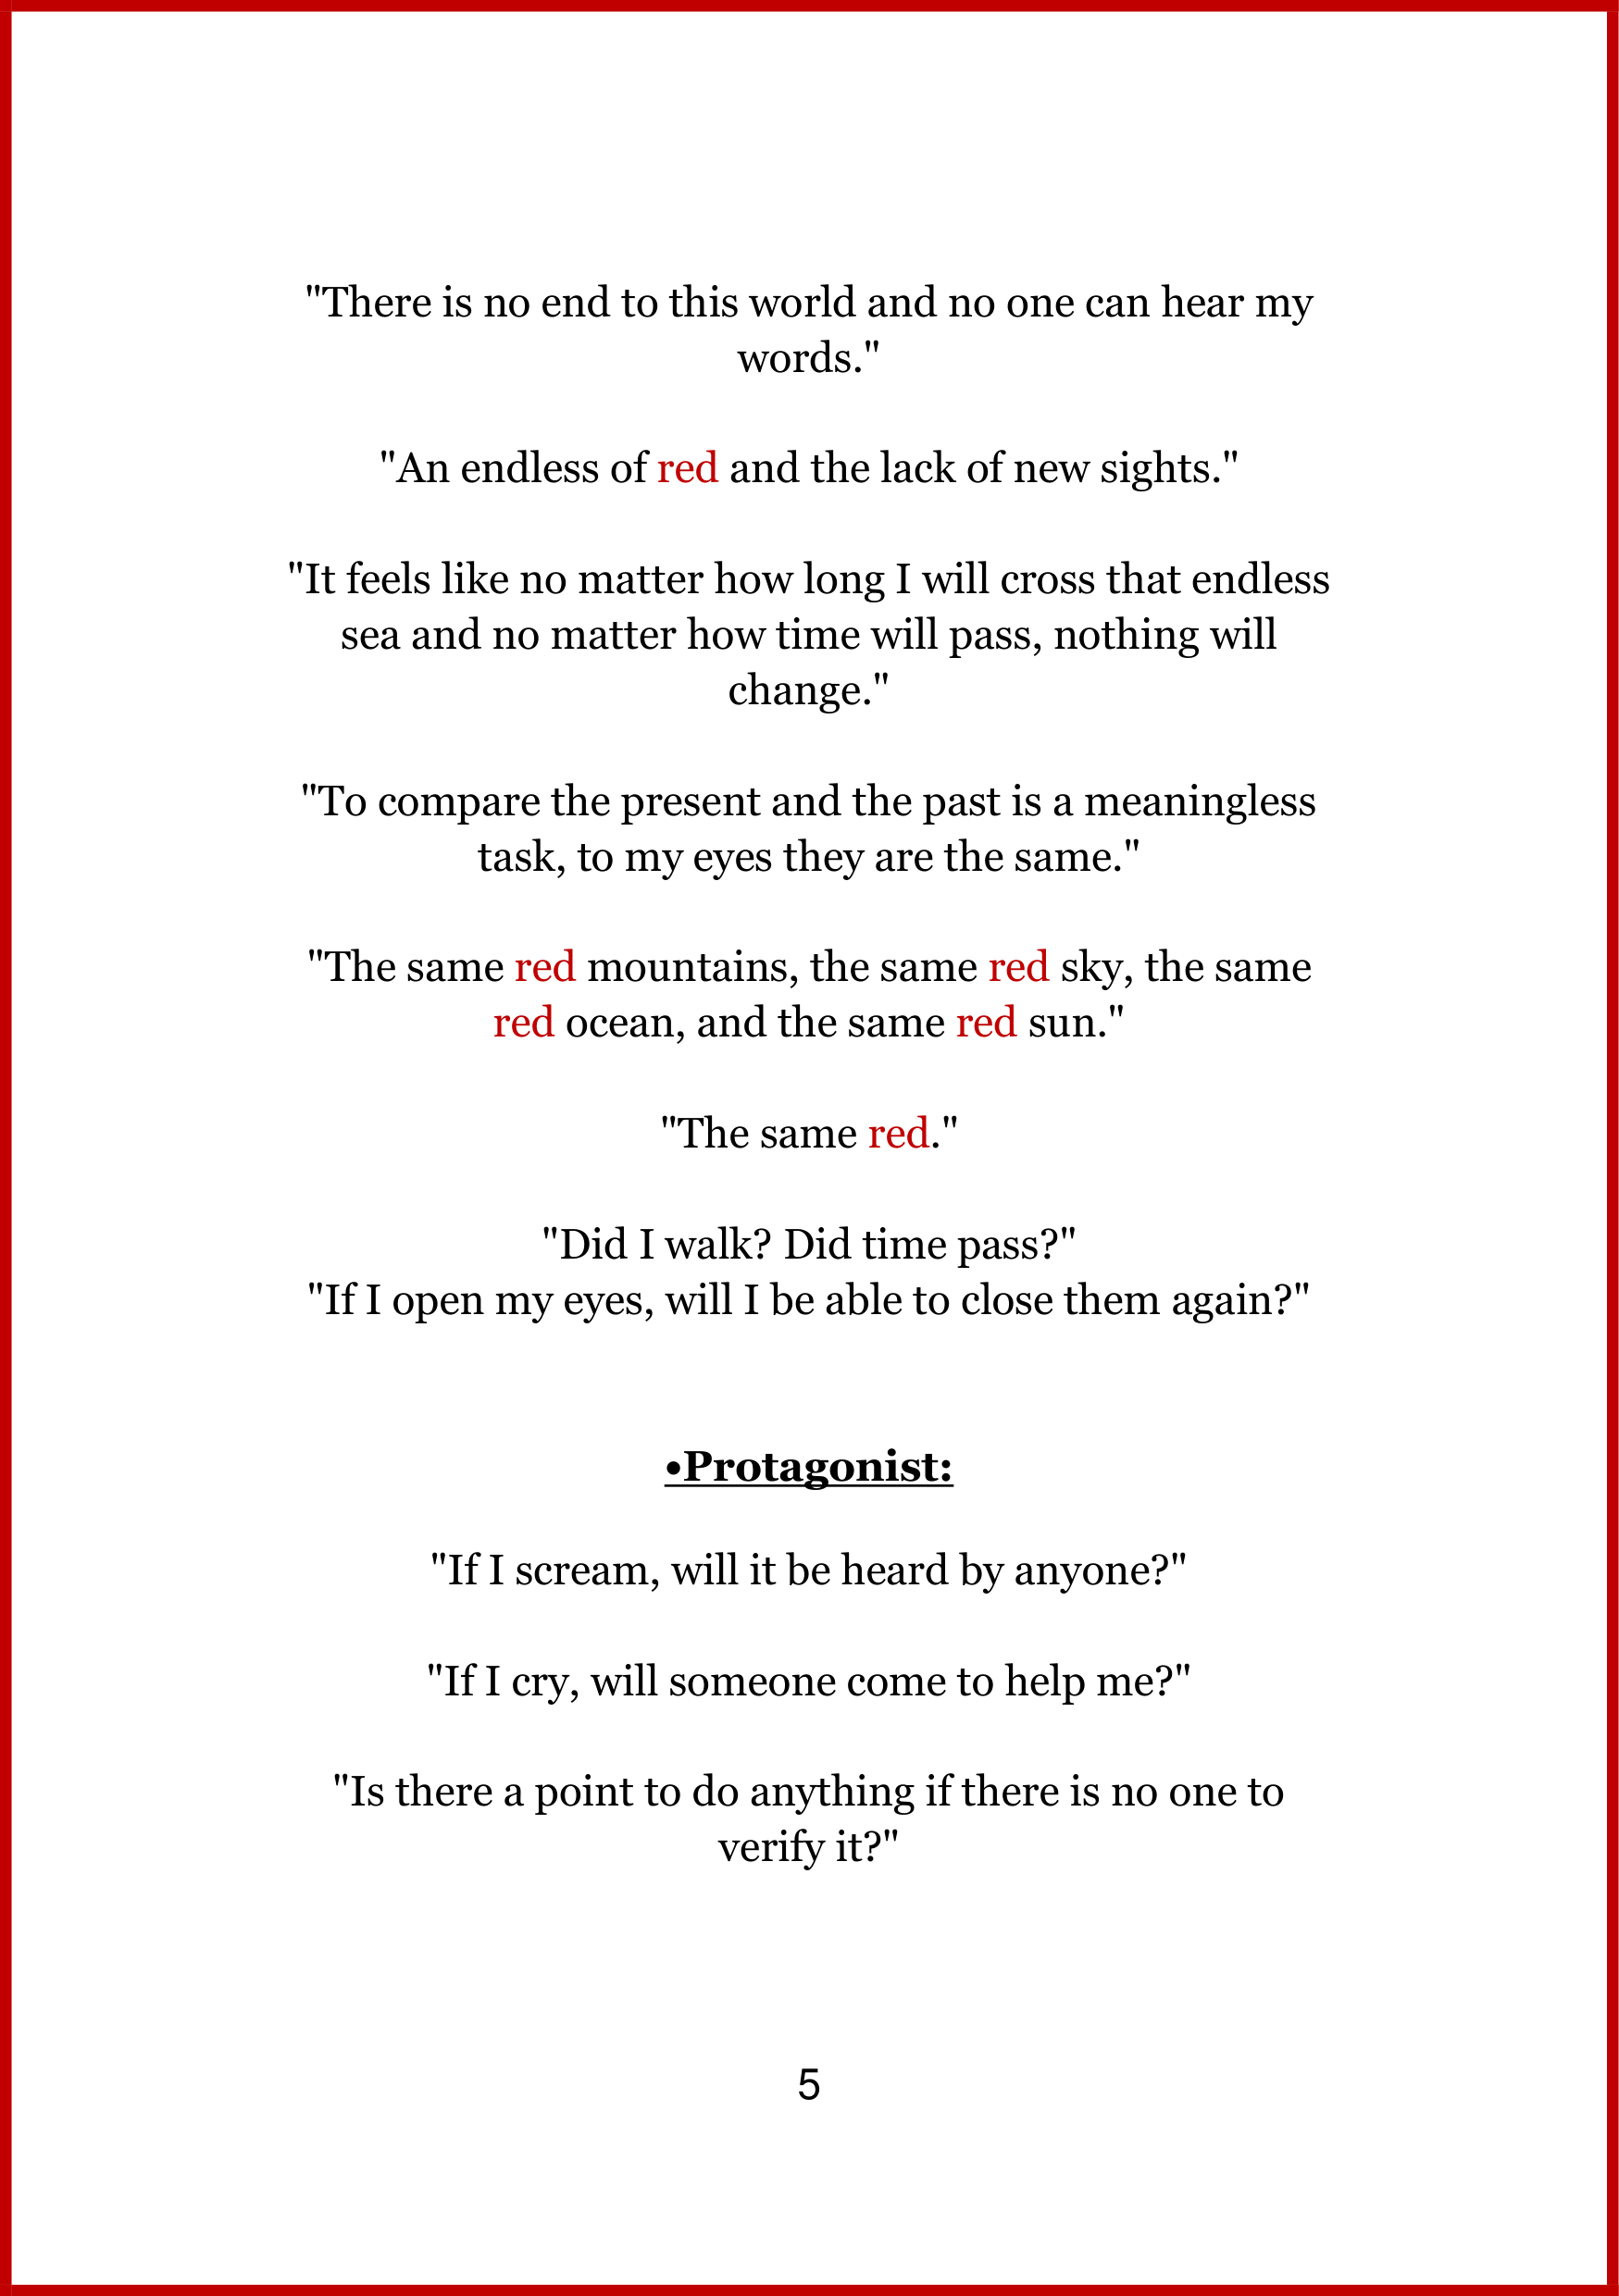 "There is no end to this world and no one can hear my
words."
"An endless of red and the lack of new sights."
"It feels like no matter how long I will cross that endless
sea and no matter how time will pass, nothing will
change."
"To compare the present and the past is a meaningless
task, to my eyes they are the same."
"The same red mountains, the same red sky, the same
red ocean, and the same red sun."
"The same red."
"Did I walk? Did time pass?"
"If I open my eyes, will I be able to close them again?"
•Protagonist:
"If I scream, will it be heard by anyone?"
"If I cry, will someone come to help me?"
"Is there a point to do anything if there is no one to
verify it?"
5